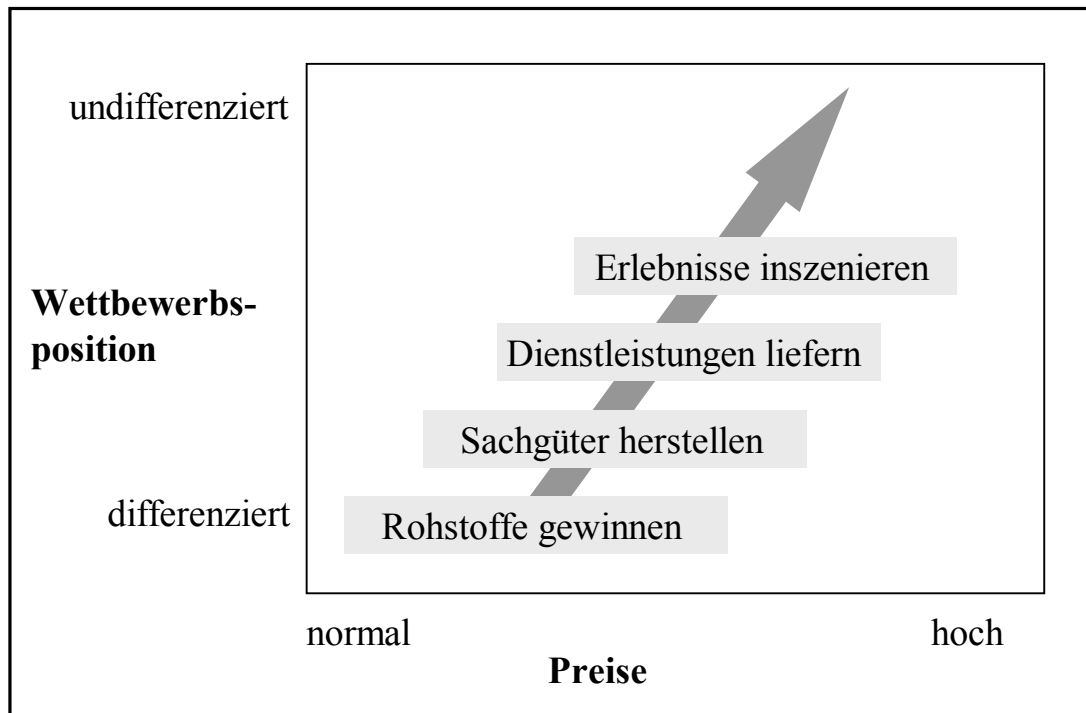 undifferenziert
Erlebnisse inszenieren
Wettbewerbs-
position
Dienstleistungen liefern
Sachgüter herstellen
differenziert
Rohstoffe gewinnen
normal
hoch
Preise